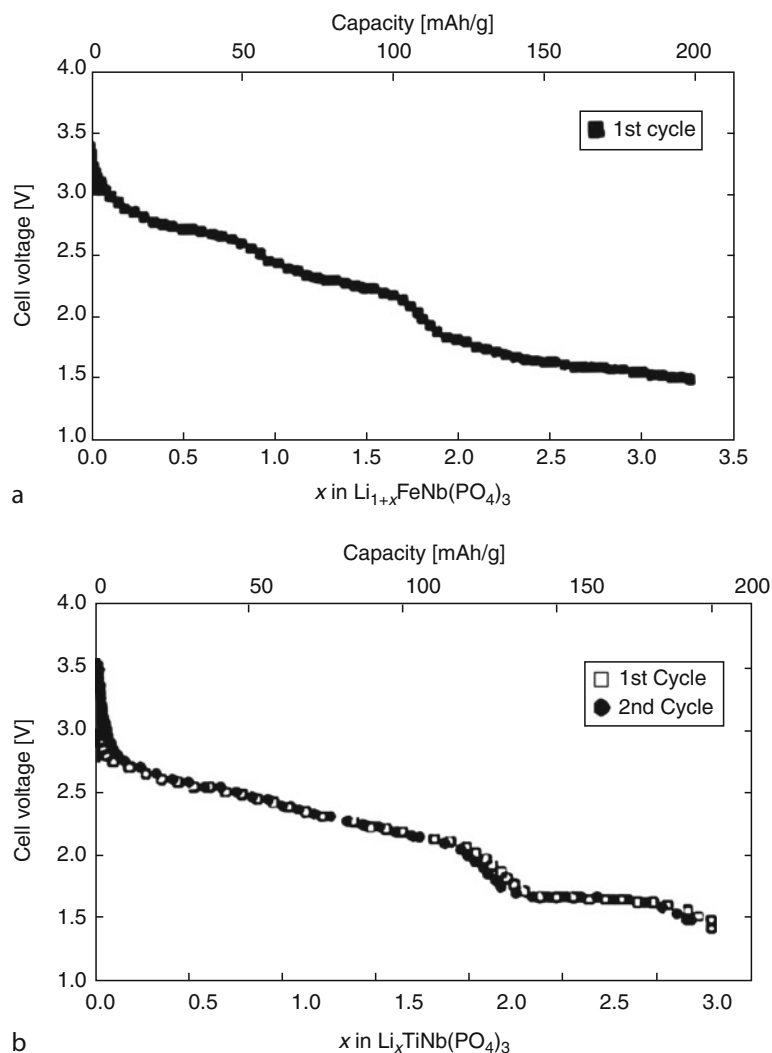 Capacity [mAh/g]
0 50 100 150 200
4.0
3.5
3.0
2.5
2.0
1.5
1.0
Cell voltage [V]
1st cycle
0.0 0.5 1.0 1.5 2.0 2.5 3.0 3.5
x in Li₁₊ₓFeNb(PO₄)₃
a
Capacity [mAh/g]
0 50 100 150 200
4.0
3.5
3.0
2.5
2.0
1.5
1.0
Cell voltage [V]
1st Cycle
2nd Cycle
0.0 0.5 1.0 1.5 2.0 2.5 3.0
x in LiₓTiNb(PO₄)₃
b